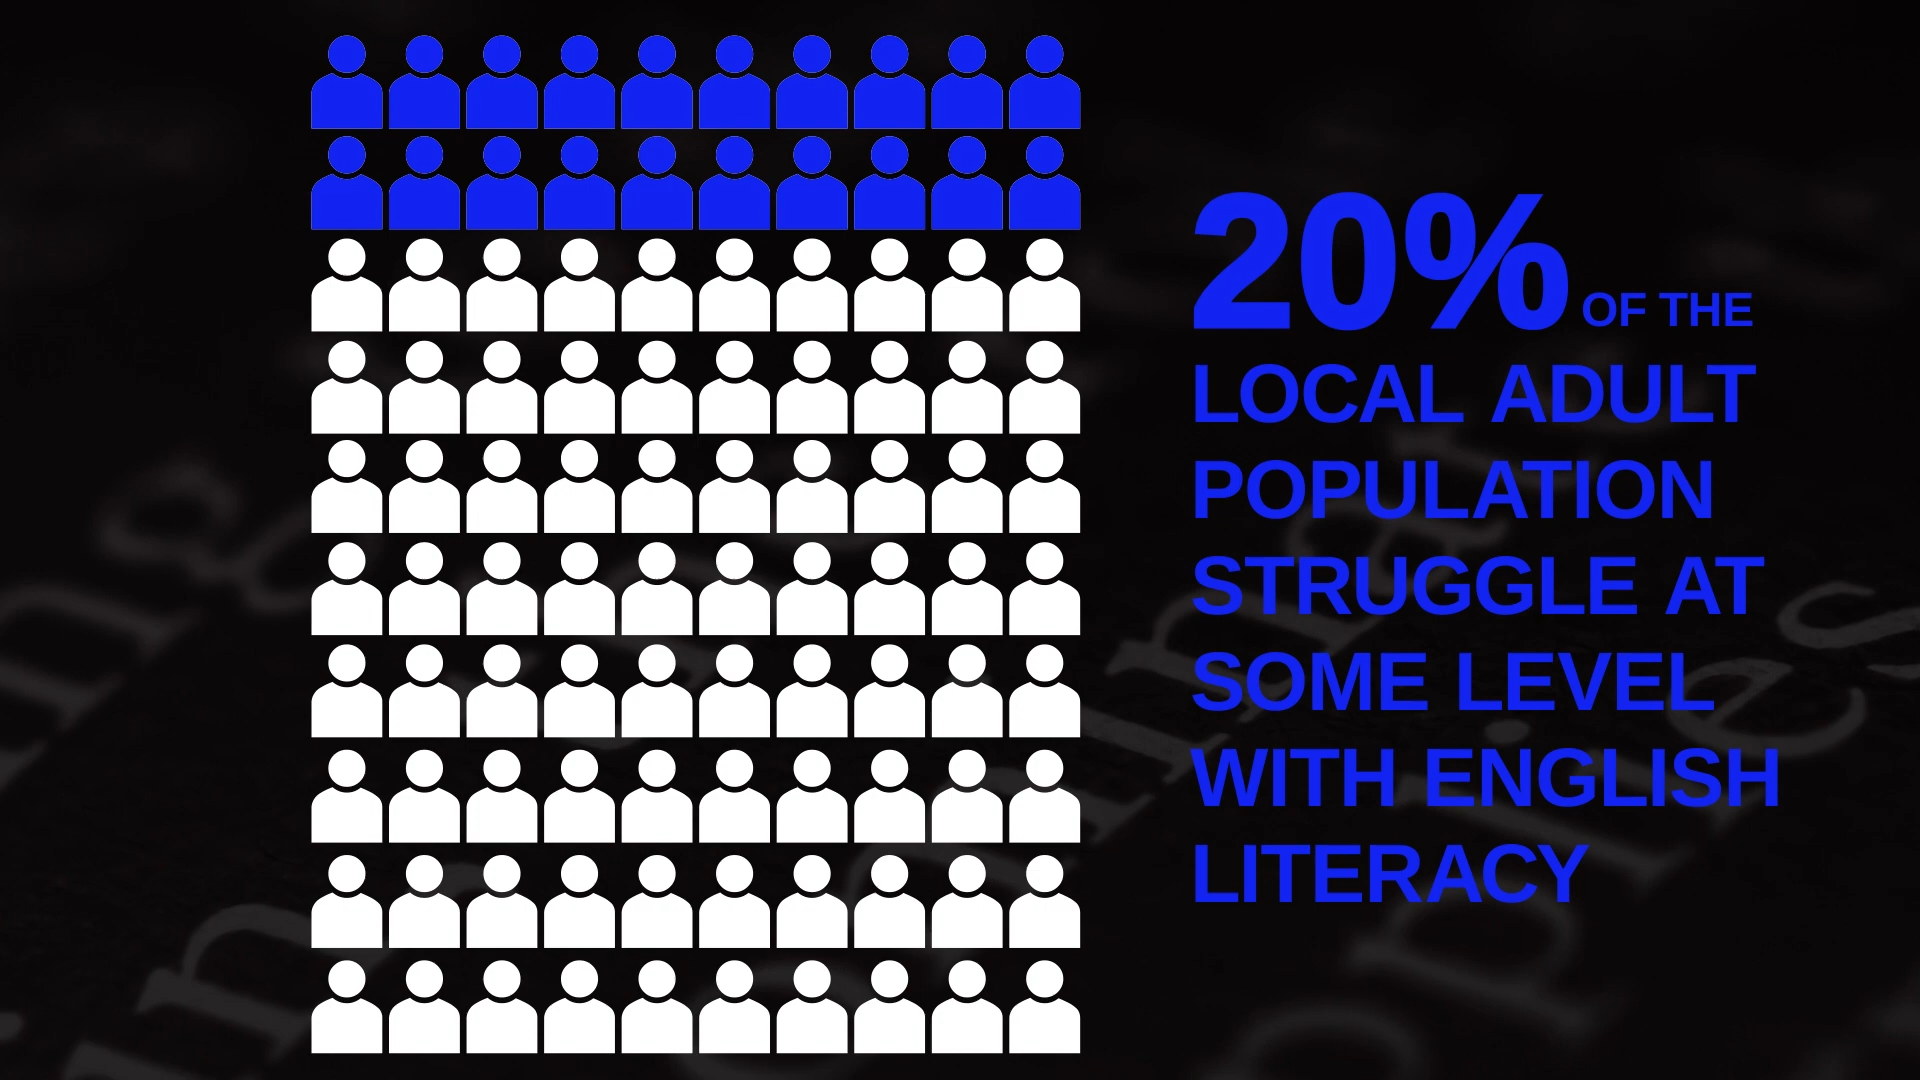 20% OF THE
LOCAL ADULT
POPULATION
STRUGGLE AT
SOME LEVEL
WITH ENGLISH
LITERACY